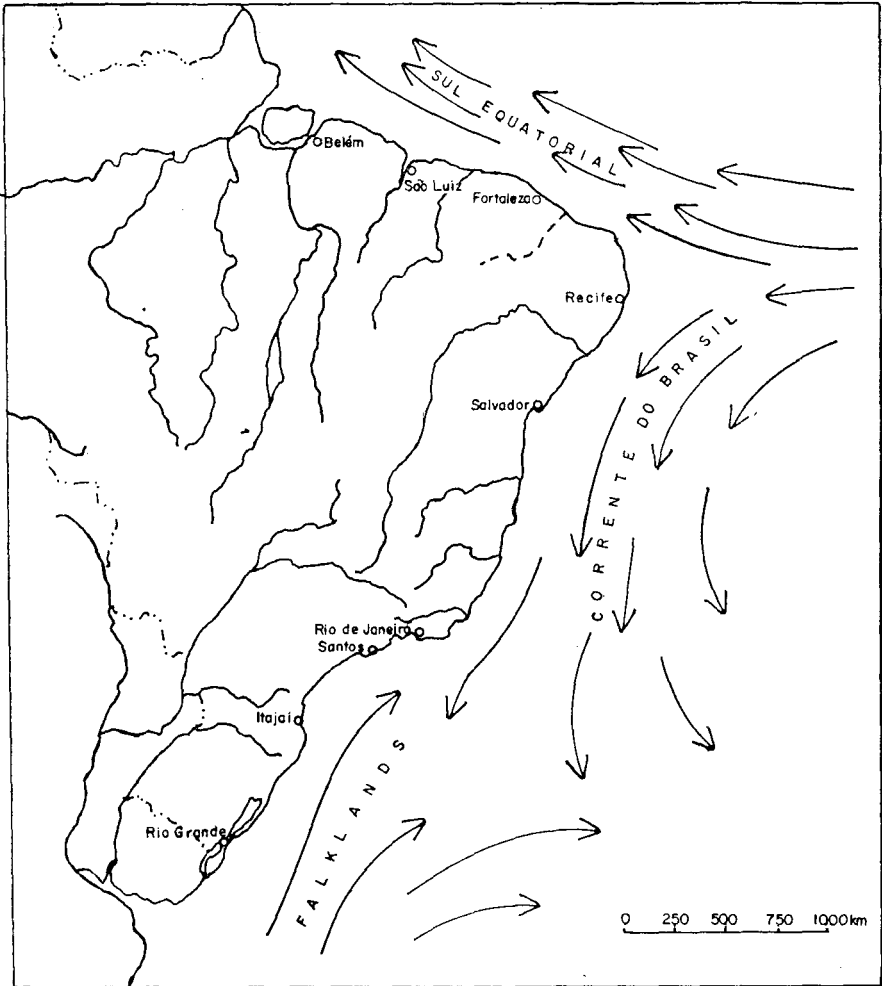 SUL EQUATORIAL
Belém
São Luiz
Fortaleza
Recife
CORRENTE DO BRASIL
Salvador
Rio de Janeiro
Santos
Itajaí
FALKLANDS
Rio Grande
0 250 500 750 1000km